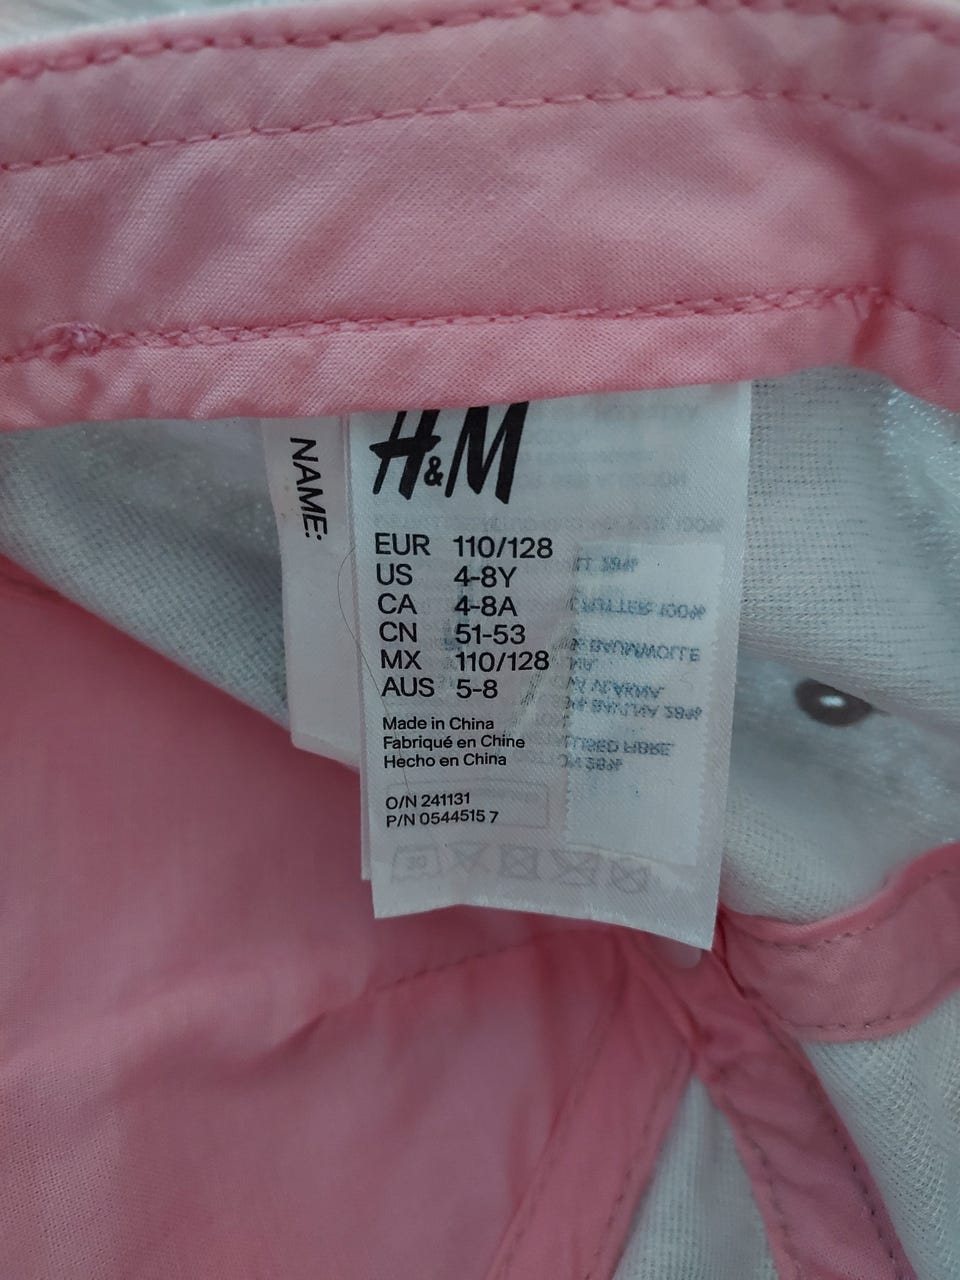 NAME:
H&M
EUR 110/128
US 4-8Y
CA 4-8A
CN 51-53
MX 110/128
AUS 5-8
Made in China
Fabriqué en Chine
Hecho en China
O/N 241131
P/N 0544515 7